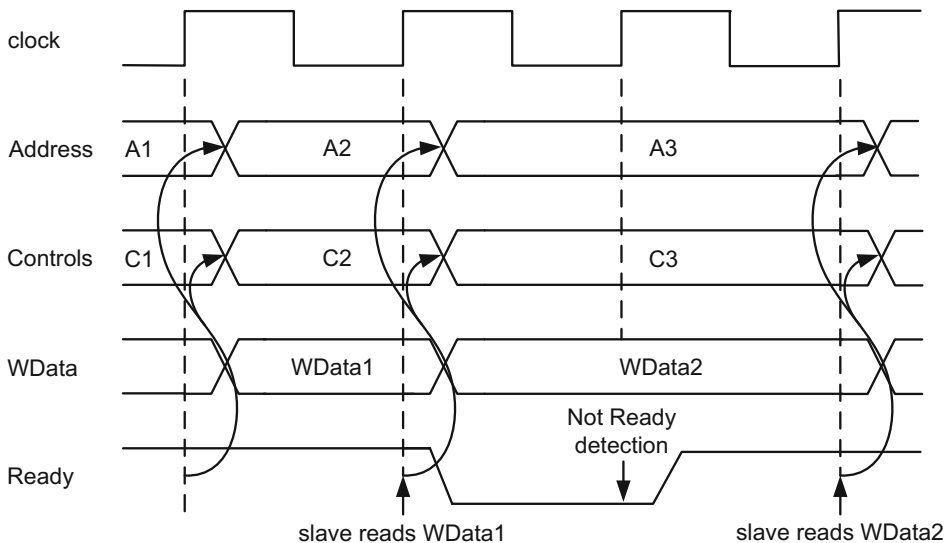 clock
Address A1 A2 A3
Controls C1 C2 C3
WData WData1 WData2
Not Ready
detection
Ready
slave reads WData1 slave reads WData2